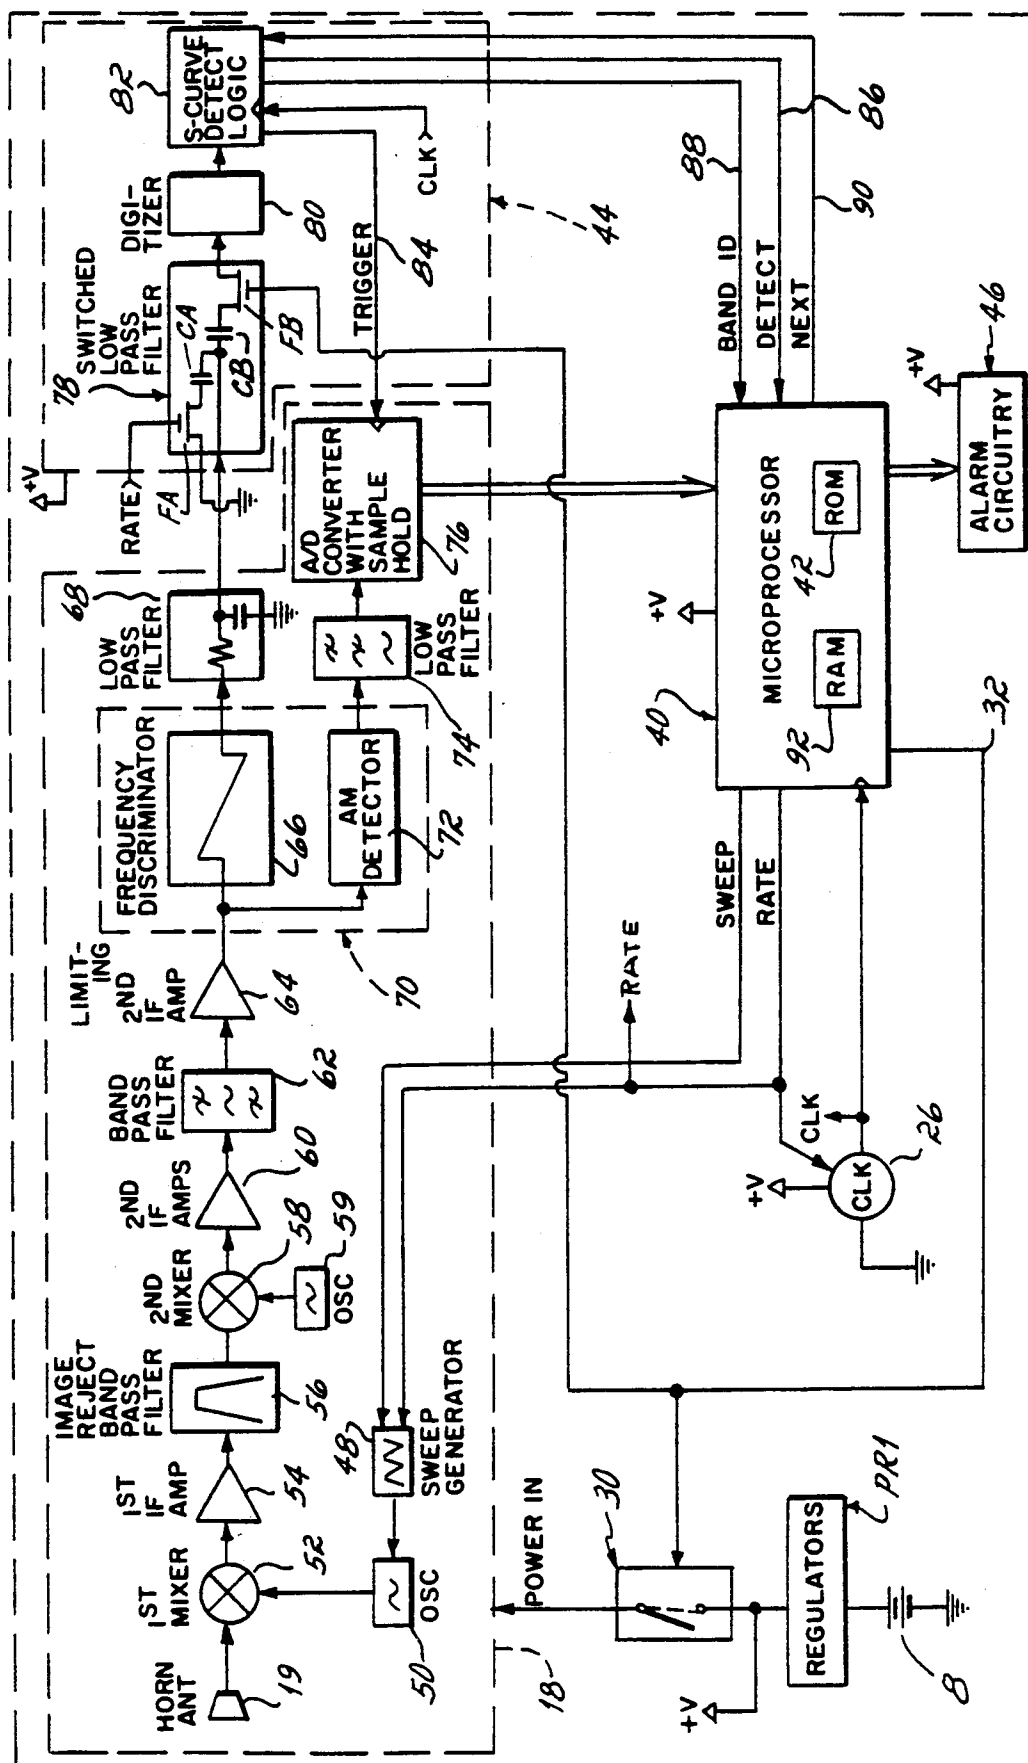 HORN
ANT
19
1ST
MIXER
52
1ST
IF
AMP
54
IMAGE
REJECT
BAND
PASS
FILTER
56
2ND
MIXER
58
OSC
59
2ND
IF
AMPS
60
BAND
PASS
FILTER
62
LIMIT-
ING
2ND
IF
AMP
64
FREQUENCY
DISCRIMINATOR
66
AM
DETECTOR
72
70
LOW
PASS
FILTER
68
LOW
PASS
FILTER
74
A/D
CONVERTER
WITH
SAMPLE
HOLD
76
+V
RATE
SWITCHED
LOW
PASS
FILTER
78
FA
CA
CB
FB
DIGI-
TIZER
80
S-CURVE
DETECT
LOGIC
82
TRIGGER
84
CLK
44
50
OSC
48
SWEEP
GENERATOR
18
POWER IN
30
+V
REGULATORS
PR1
8
SWEEP
RATE
RATE
CLK
+V
CLK
26
32
40
+V
MICROPROCESSOR
RAM
92
ROM
42
BAND ID
88
DETECT
86
NEXT
90
+V
46
ALARM
CIRCUITRY